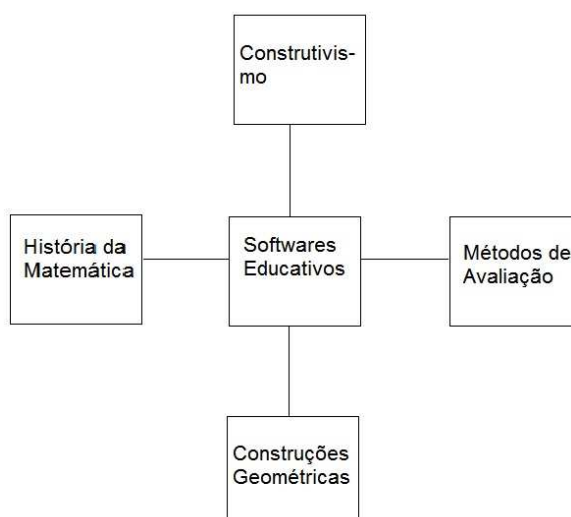 Construtivis-
mo
História da
Matemática
Softwares
Educativos
Métodos de
Avaliação
Construções
Geométricas